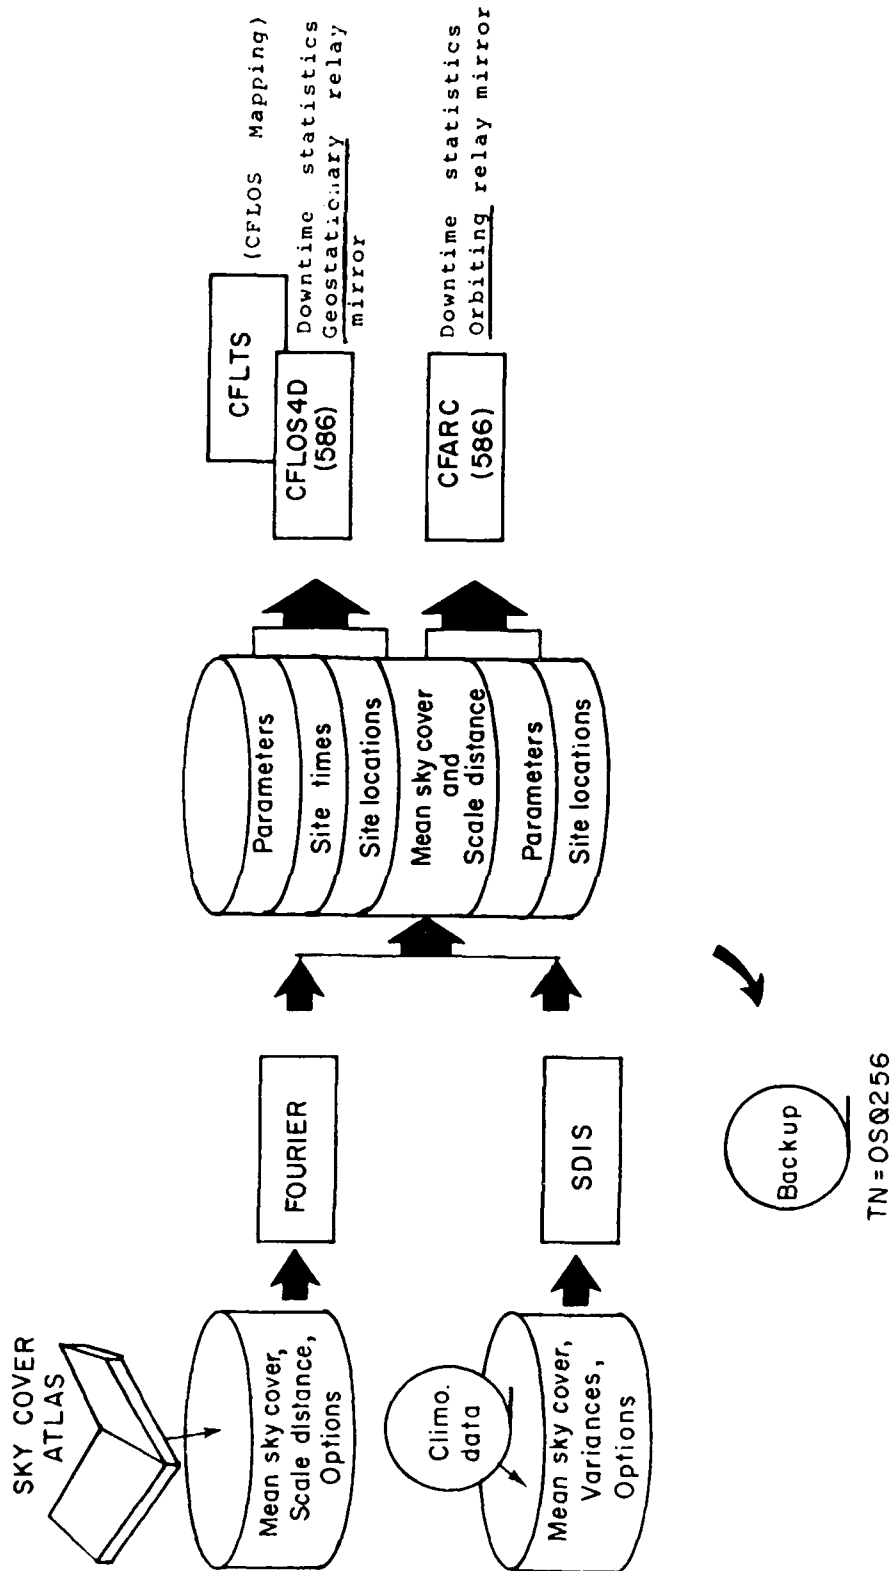 SKY COVER
ATLAS
Mean sky cover,
Scale distance,
Options
Climo.
data
Mean sky cover,
Variances,
Options
FOURIER
SDIS
Backup
TN=OSQ256
Parameters
Site times
Site locations
Mean sky cover
and
Scale distance
Parameters
Site locations
CFLTS
(CFLOS Mapping)
CFLOS4D
(586)
Downtime statistics
Geostationary relay
mirror
CFARC
(586)
Downtime statistics
Orbiting relay mirror